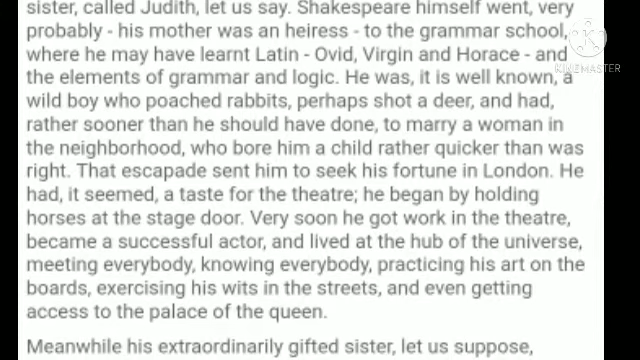 sister, called Judith, let us say. Shakespeare himself went, very
probably - his mother was an heiress - to the grammar school,
where he may have learnt Latin - Ovid, Virgin and Horace - and
the elements of grammar and logic. He was, it is well known, a
wild boy who poached rabbits, perhaps shot a deer, and had,
rather sooner than he should have done, to marry a woman in
the neighborhood, who bore him a child rather quicker than was
right. That escapade sent him to seek his fortune in London. He
had, it seemed, a taste for the theatre; he began by holding
horses at the stage door. Very soon he got work in the theatre,
became a successful actor, and lived at the hub of the universe,
meeting everybody, knowing everybody, practicing his art on the
boards, exercising his wits in the streets, and even getting
access to the palace of the queen.
Meanwhile his extraordinarily gifted sister, let us suppose,
KINEMASTER